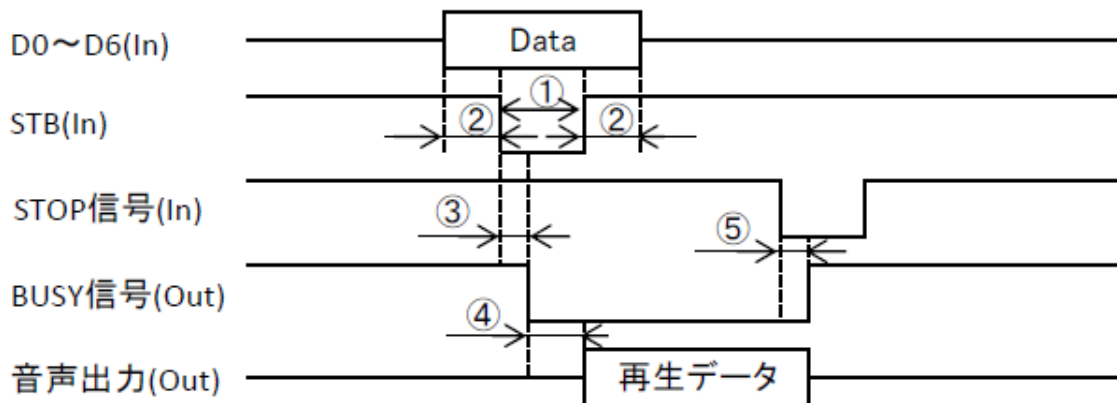 D0～D6(In)
Data
STB(In)
①
②
②
STOP信号(In)
③
⑤
BUSY信号(Out)
④
音声出力(Out)
再生データ